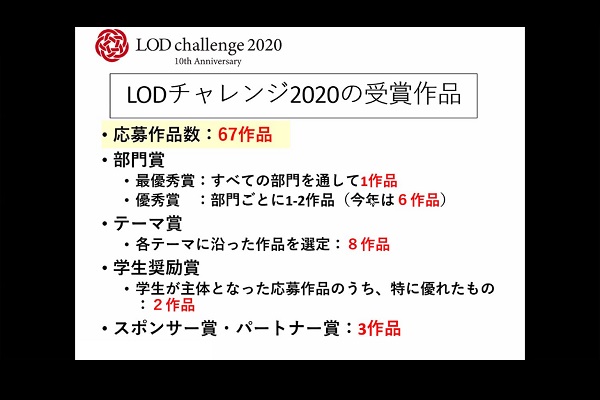 LOD challenge 2020
10th Anniversary
LODチャレンジ2020の受賞作品
• 応募作品数：67作品
• 部門賞
• 最優秀賞：すべての部門を通して1作品
• 優秀賞　：部門ごとに1-2作品（今年は６作品）
• テーマ賞
• 各テーマに沿った作品を選定：８作品
• 学生奨励賞
• 学生が主体となった応募作品のうち、特に優れたもの
：２作品
• スポンサー賞・パートナー賞：3作品